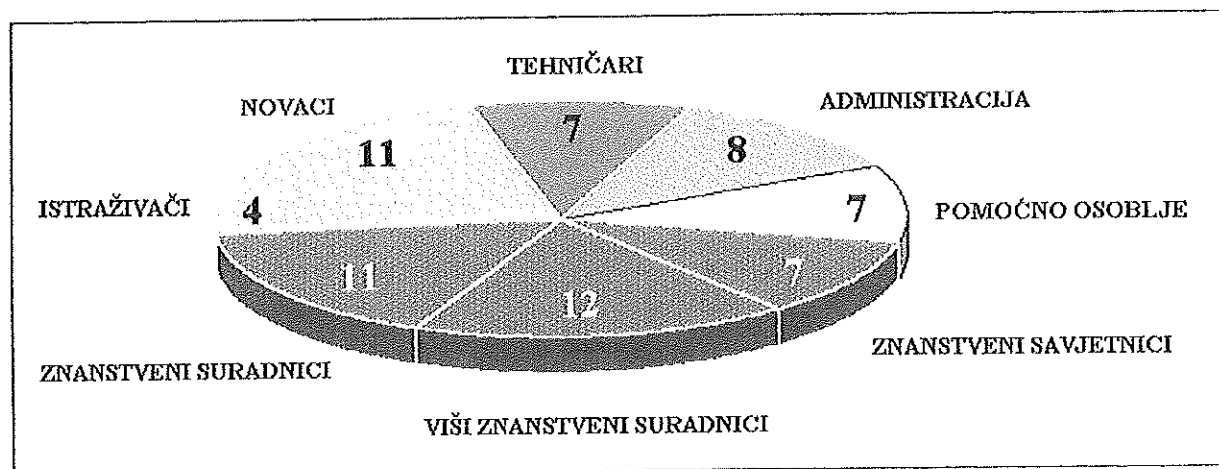 TEHNIČARI
NOVACI
ADMINISTRACIJA
7
8
11
ISTRAŽIVAČI
4
7
POMOĆNO OSOBLJE
11
12
7
ZNANSTVENI SURADNICI
ZNANSTVENI SAVJETNICI
VIŠI ZNANSTVENI SURADNICI